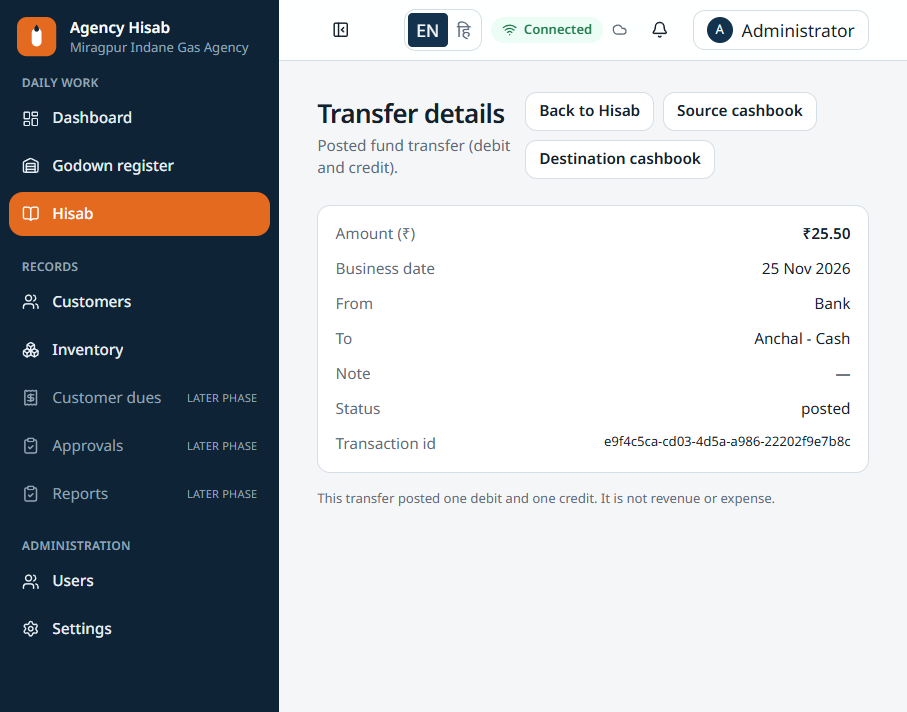 Agency Hisab
Miragpur Indane Gas Agency
DAILY WORK
Dashboard
Godown register
Hisab
RECORDS
Customers
Inventory
Customer dues LATER PHASE
Approvals LATER PHASE
Reports LATER PHASE
ADMINISTRATION
Users
Settings
EN हि Connected A Administrator
Transfer details
Posted fund transfer (debit
and credit).
Back to Hisab Source cashbook
Destination cashbook
Amount (₹) ₹25.50
Business date 25 Nov 2026
From Bank
To Anchal - Cash
Note —
Status posted
Transaction id e9f4c5ca-cd03-4d5a-a986-22202f9e7b8c
This transfer posted one debit and one credit. It is not revenue or expense.